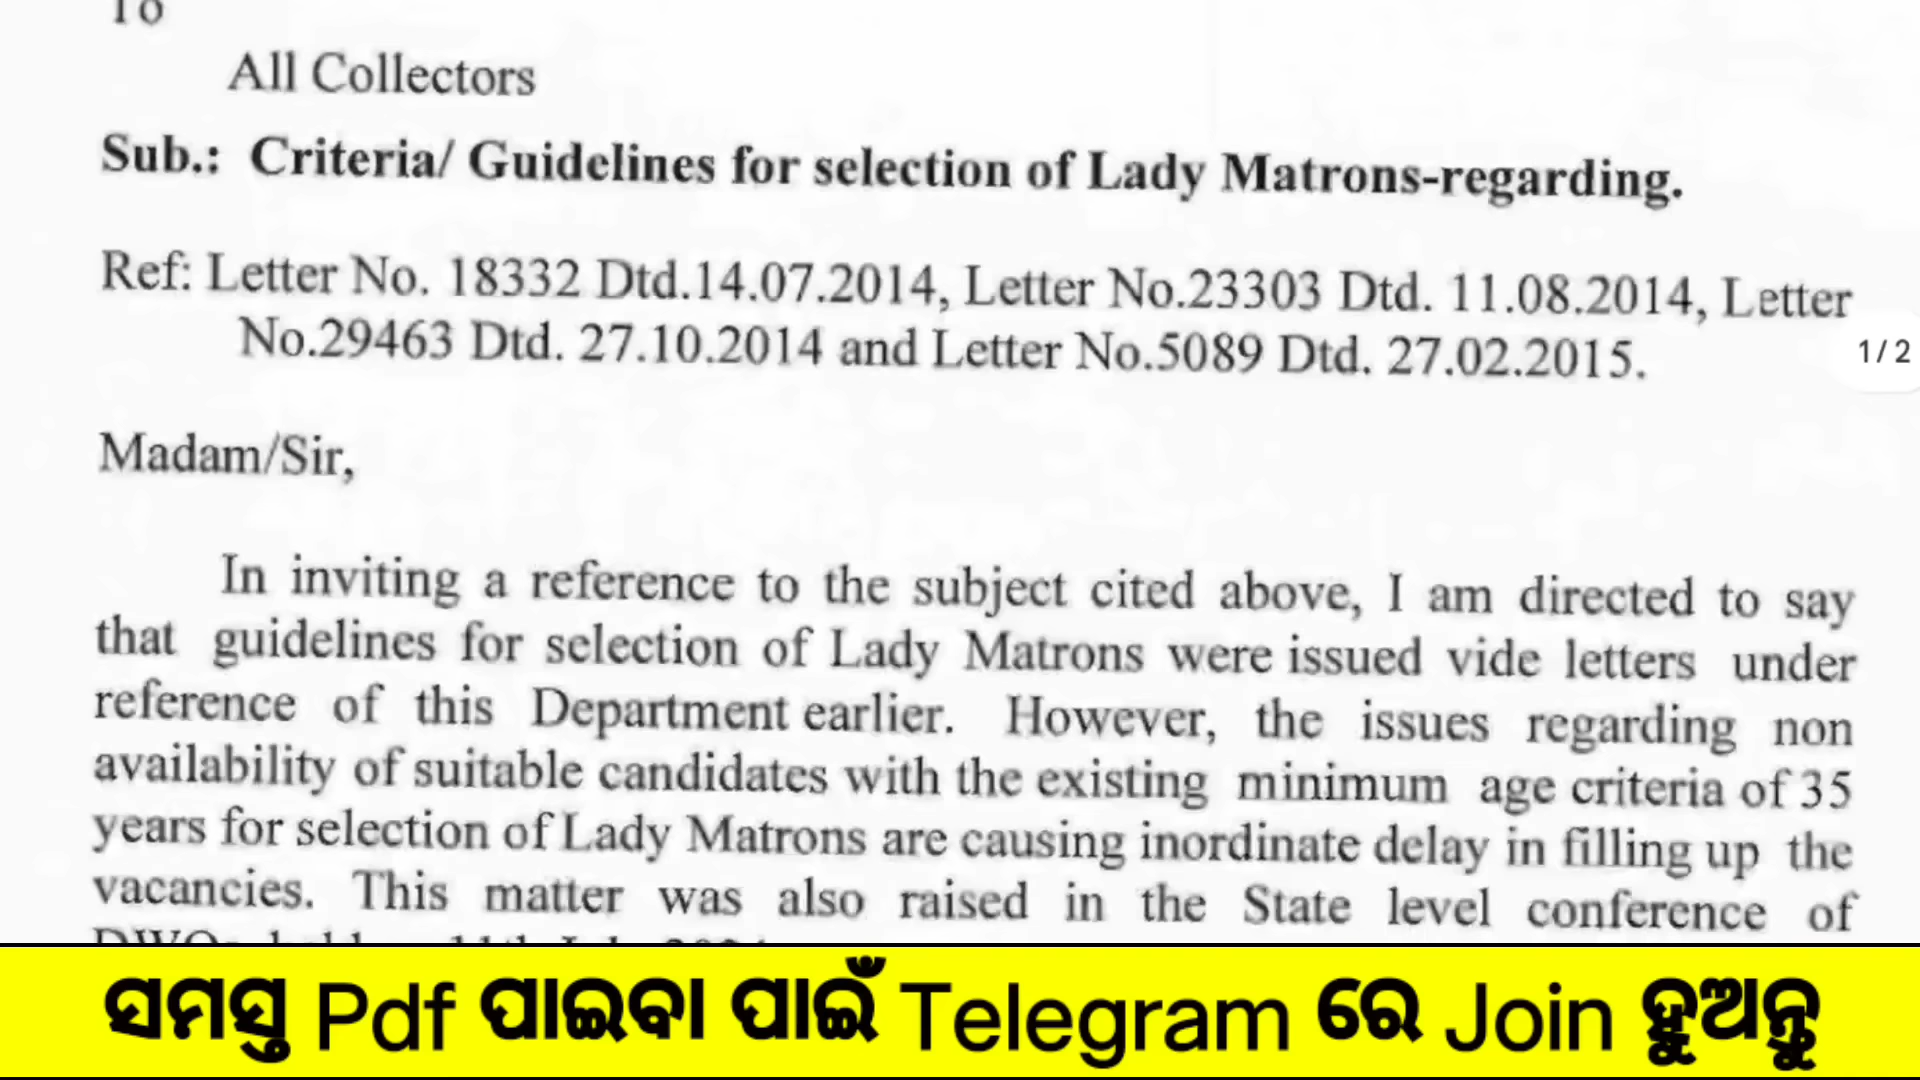 To
All Collectors
Sub.: Criteria/ Guidelines for selection of Lady Matrons-regarding.
Ref: Letter No. 18332 Dtd.14.07.2014, Letter No.23303 Dtd. 11.08.2014, Letter
No.29463 Dtd. 27.10.2014 and Letter No.5089 Dtd. 27.02.2015.
1/2
Madam/Sir,
In inviting a reference to the subject cited above, I am directed to say
that guidelines for selection of Lady Matrons were issued vide letters under
reference of this Department earlier. However, the issues regarding non
availability of suitable candidates with the existing minimum age criteria of 35
years for selection of Lady Matrons are causing inordinate delay in filling up the
vacancies. This matter was also raised in the State level conference of
ସମସ୍ତ Pdf ପାଇବା ପାଇଁ Telegram ରେ Join ହୁଅନ୍ତୁ